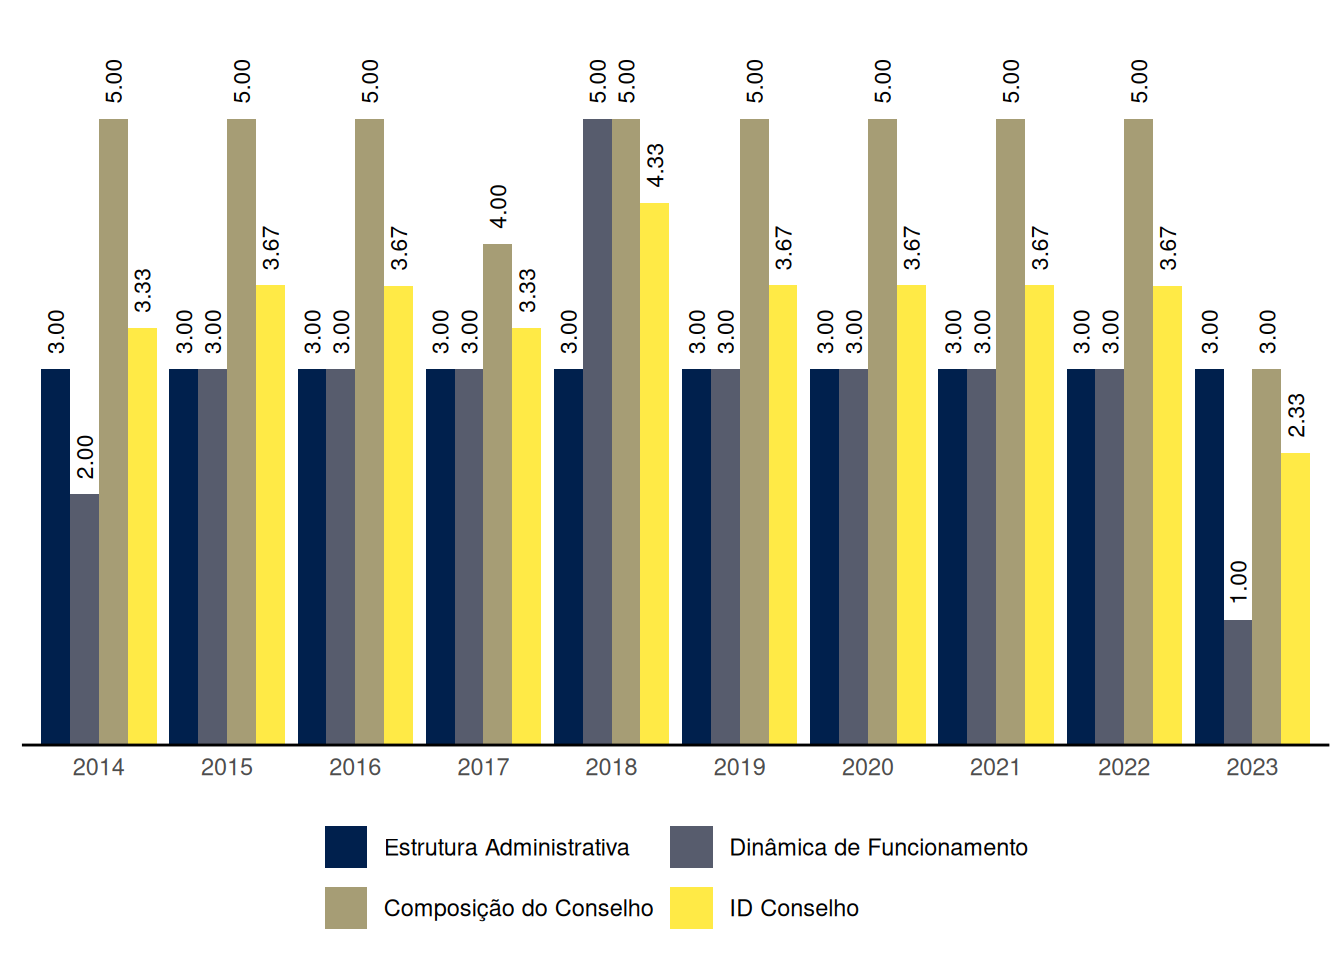 5.00 5.00 5.00 5.00 5.00 5.00 5.00 5.00 5.00
4.33
4.00
3.67 3.67 3.67 3.67 3.67 3.67
3.33 3.33
3.00 3.00 3.00 3.00 3.00 3.00 3.00 3.00 3.00 3.00 3.00 3.00 3.00 3.00 3.00 3.00 3.00 3.00
2.33
2.00
1.00
2014 2015 2016 2017 2018 2019 2020 2021 2022 2023
Estrutura Administrativa Dinâmica de Funcionamento
Composição do Conselho ID Conselho